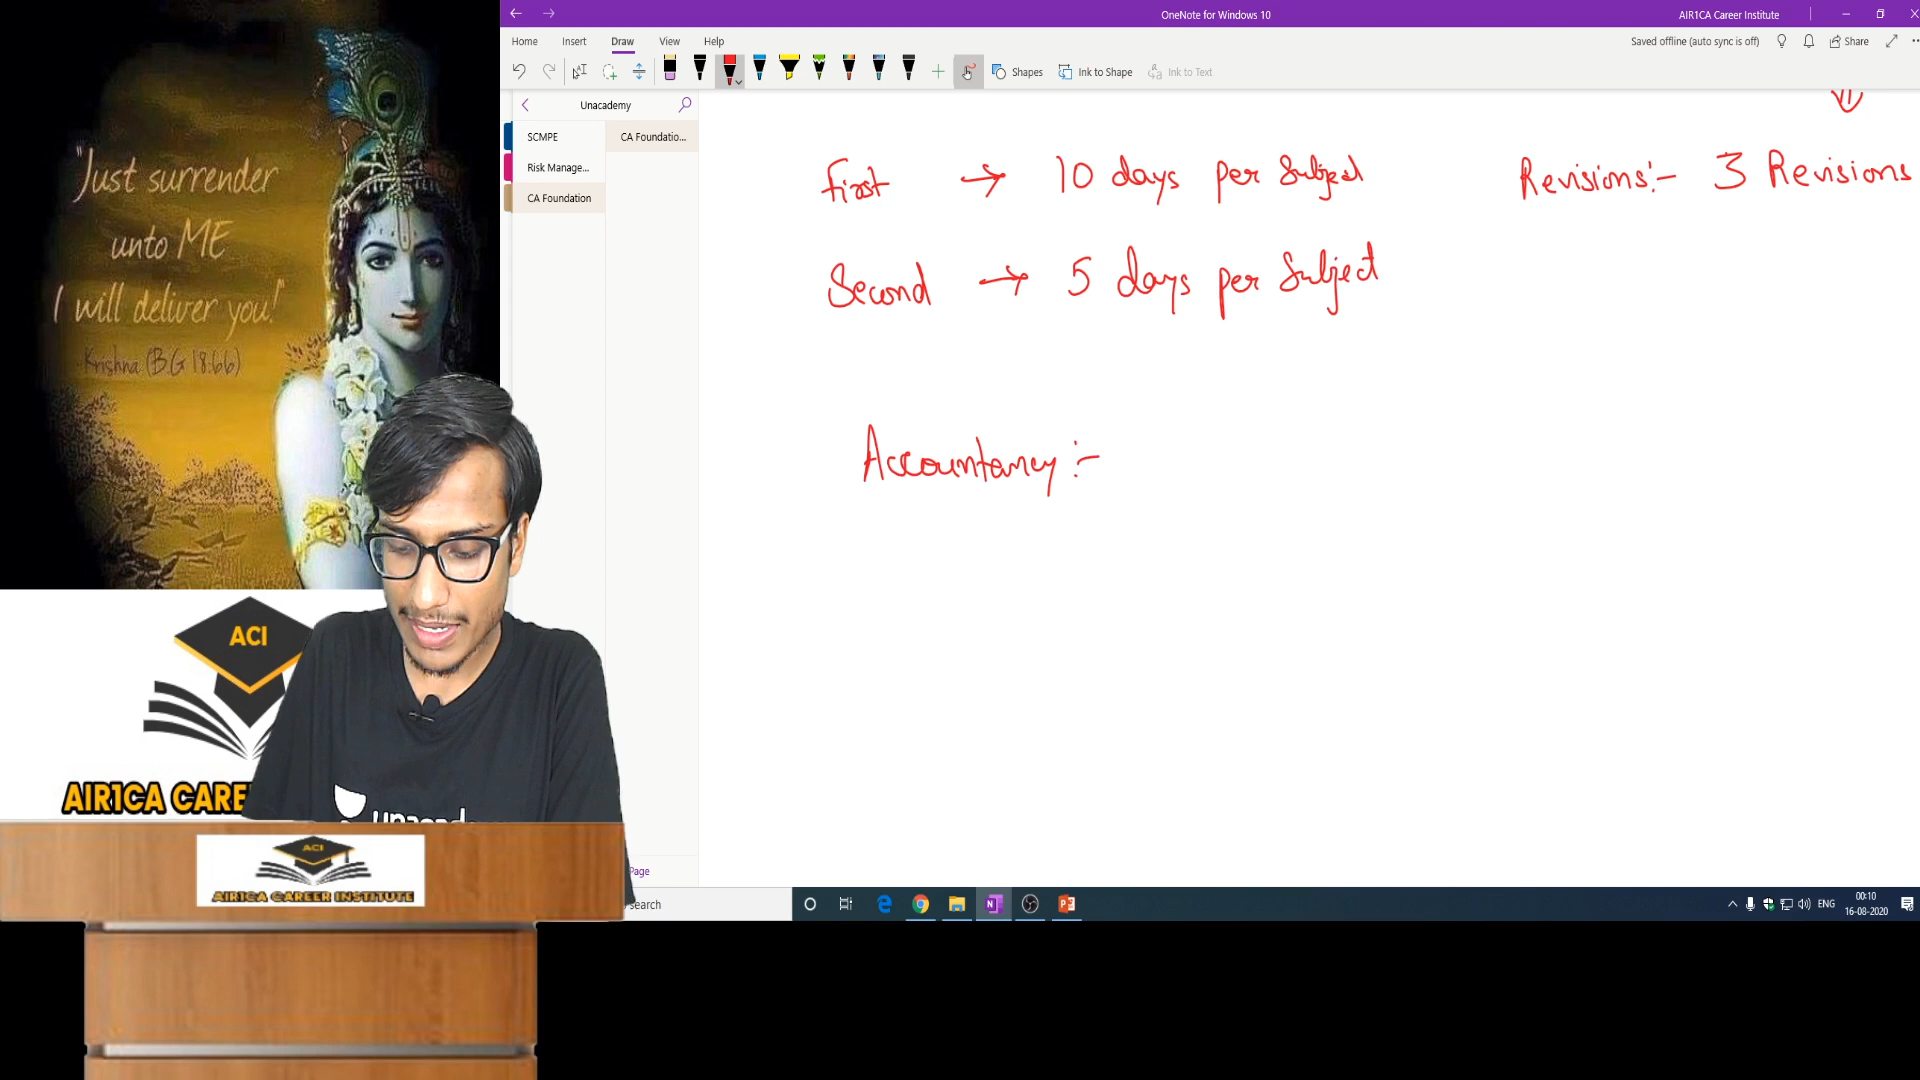 "Just surrender
unto ME
I will deliver you!"
Krishna (B.G 18:66)
ACI
AIR1CA CARE
ACI
AIR1CA CAREER INSTITUTE
OneNote for Windows 10
AIR1CA Career Institute
Home Insert Draw View Help
Saved offline (auto sync is off)
Share
Shapes
Ink to Shape
Ink to Text
Unacademy
SCMPE
CA Foundatio...
Risk Manage...
CA Foundation
First → 10 days per Subject
Revisions:- 3 Revisions
Second → 5 days per Subject
Accountancy :-
Page
search
ENG
00:10
16-08-2020